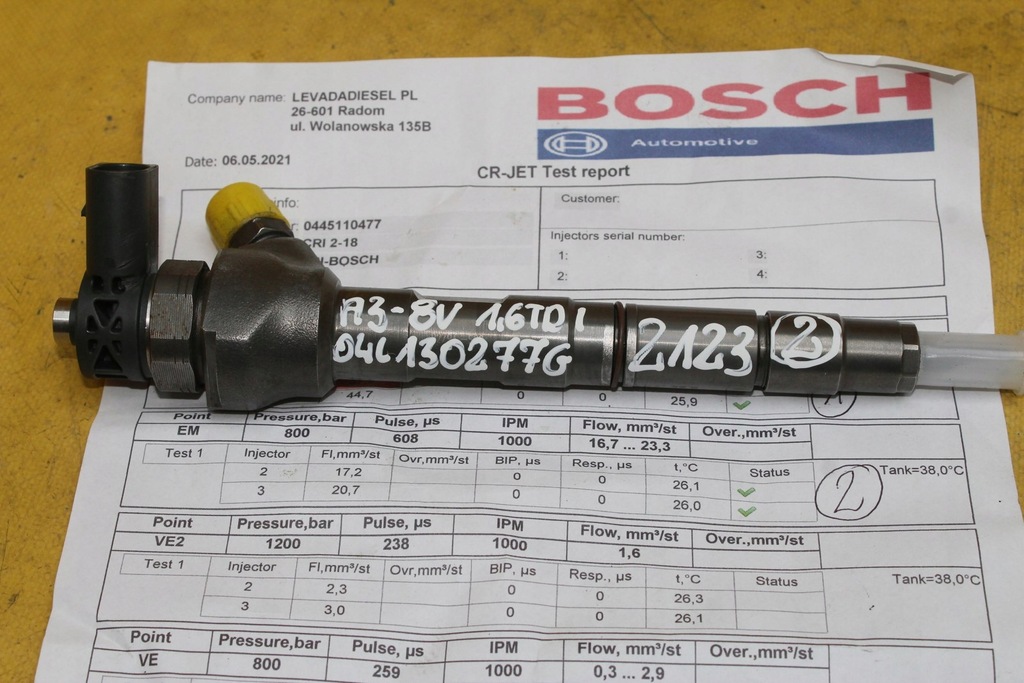 Company name: LEVADADIESEL PL
26-601 Radom
ul. Wolanowska 135B
BOSCH
Automotive
Date: 06.05.2021
CR-JET Test report
info:
0445110477
CRI 2-18
-BOSCH
Customer:
Injectors serial number:
1: 3:
2: 4:
A3-8V 1,6TDI
04L130277G
2123
2
44,7 0 0 25,9
Point Pressure,bar Pulse, µs IPM Flow, mm³/st Over.,mm³/st
EM 800 608 1000 16,7 ... 23,3
Test 1 Injector Fl,mm³/st Ovr,mm³/st BIP, µs Resp., µs t,°C Status Tank=38,0°C
2 17,2 0 0 26,1
3 20,7 0 0 26,0
2
Point Pressure,bar Pulse, µs IPM Flow, mm³/st Over.,mm³/st
VE2 1200 238 1000 1,6
Test 1 Injector Fl,mm³/st Ovr,mm³/st BIP, µs Resp., µs t,°C Status Tank=38,0°C
2 2,3 0 0 26,3
3 3,0 0 0 26,1
Point Pressure,bar Pulse, µs IPM Flow, mm³/st Over.,mm³/st
VE 800 259 1000 0,3 ... 2,9